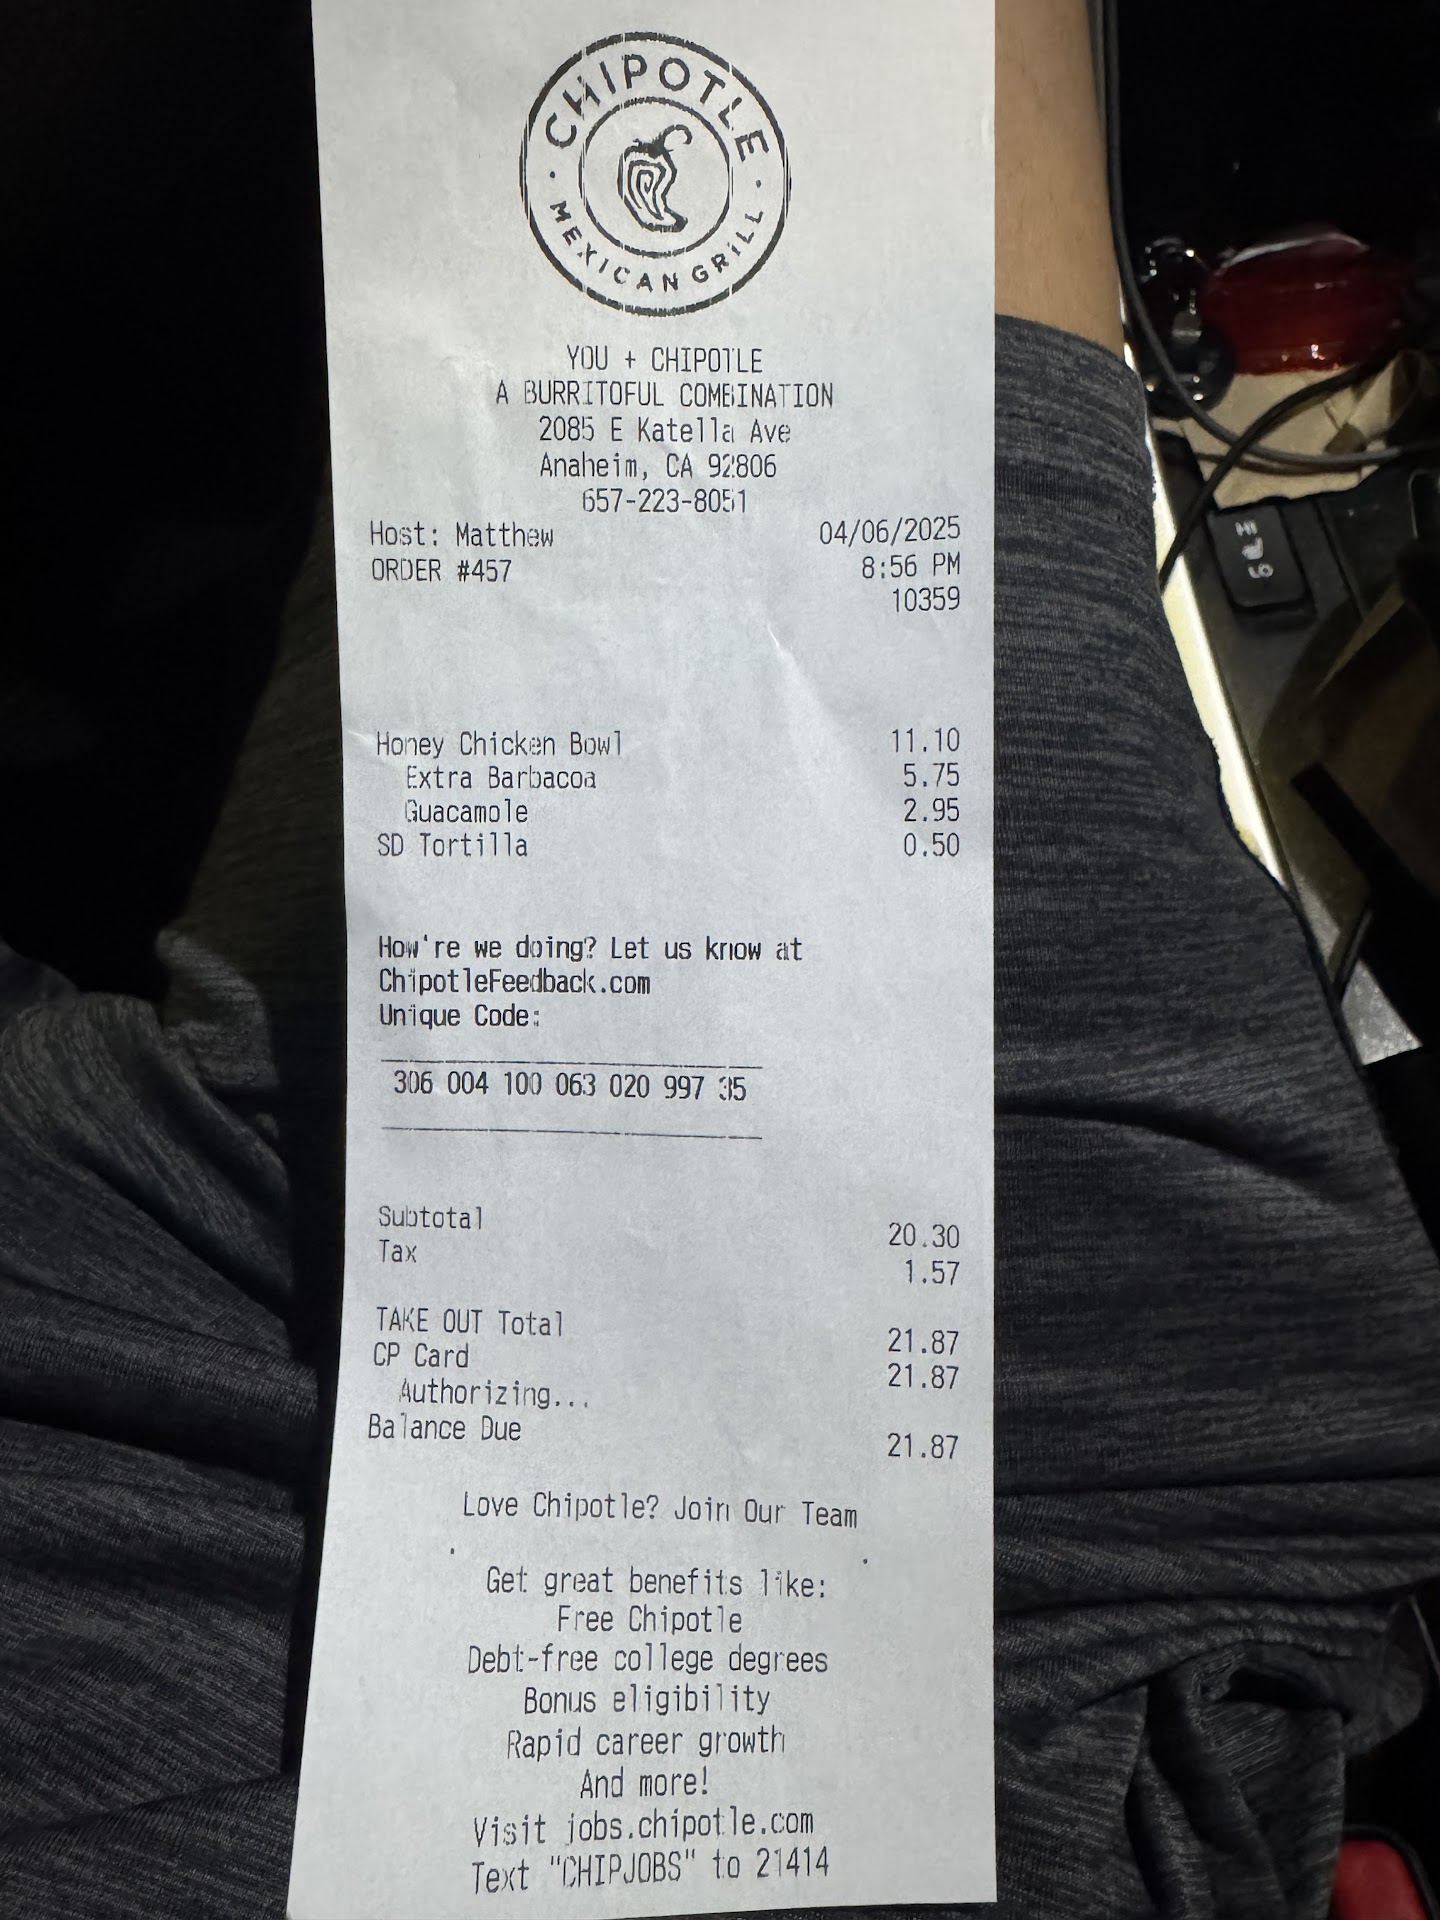 CHIPOTLE
MEXICAN GRILL
YOU + CHIPOTLE
A BURRITOFUL COMBINATION
2085 E Katella Ave
Anaheim, CA 92806
657-223-8051
Host: Matthew 04/06/2025
ORDER #457 8:56 PM
10359
Honey Chicken Bowl 11.10
Extra Barbacoa 5.75
Guacamole 2.95
SD Tortilla 0.50
How're we doing? Let us know at
ChipotleFeedback.com
Unique Code:
306 004 100 063 020 997 35
Subtotal 20.30
Tax 1.57
TAKE OUT Total 21.87
CP Card 21.87
Authorizing...
Balance Due 21.87
Love Chipotle? Join Our Team
Get great benefits like:
Free Chipotle
Debt-free college degrees
Bonus eligibility
Rapid career growth
And more!
Visit jobs.chipotle.com
Text "CHIPJOBS" to 21414